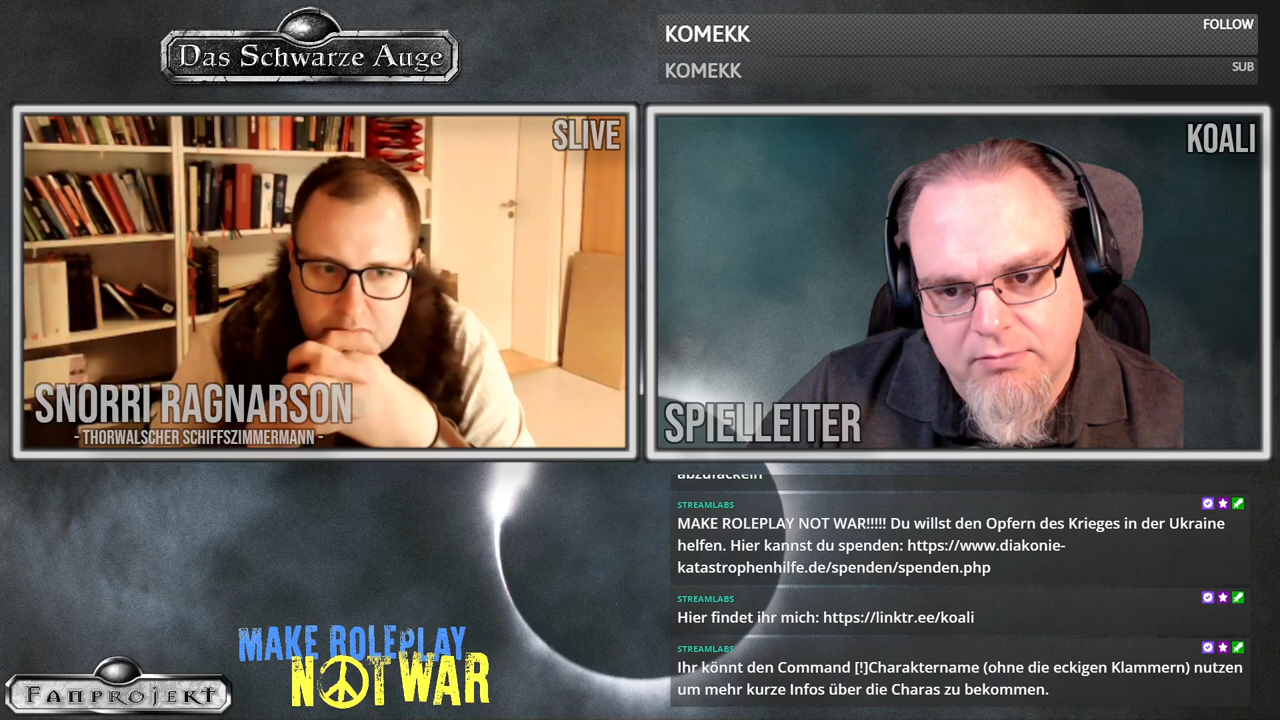 Das Schwarze Auge
KOMEKK
FOLLOW
KOMEKK
SUB
SLIVE
SNORRI RAGNARSON
- THORWALSCHER SCHIFFSZIMMERMANN -
KOALI
SPIELLEITER
abzufackeln
STREAMLABS
MAKE ROLEPLAY NOT WAR!!!!! Du willst den Opfern des Krieges in der Ukraine
helfen. Hier kannst du spenden: https://www.diakonie-
katastrophenhilfe.de/spenden/spenden.php
STREAMLABS
Hier findet ihr mich: https://linktr.ee/koali
STREAMLABS
Ihr könnt den Command [!]Charaktername (ohne die eckigen Klammern) nutzen
um mehr kurze Infos über die Charas zu bekommen.
MAKE ROLEPLAY
NOT WAR
FANPROJEKT